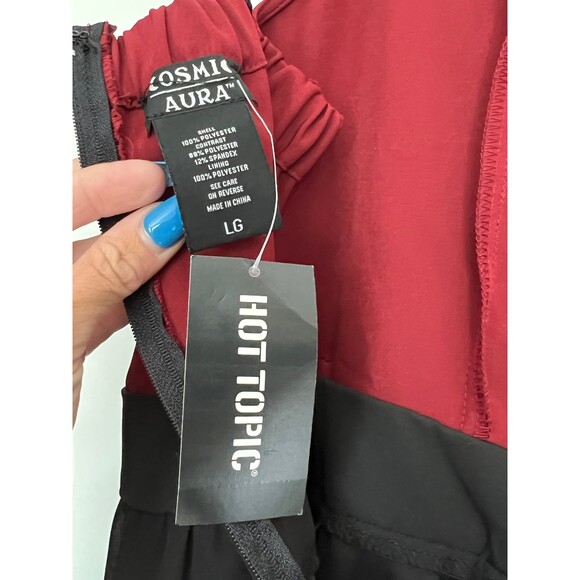 COSMIC
AURA™
SHELL
100% POLYESTER
CONTRAST
88% POLYESTER
12% SPANDEX
LINING
100% POLYESTER
SEE CARE
ON REVERSE
MADE IN CHINA
LG
HOT TOPIC®